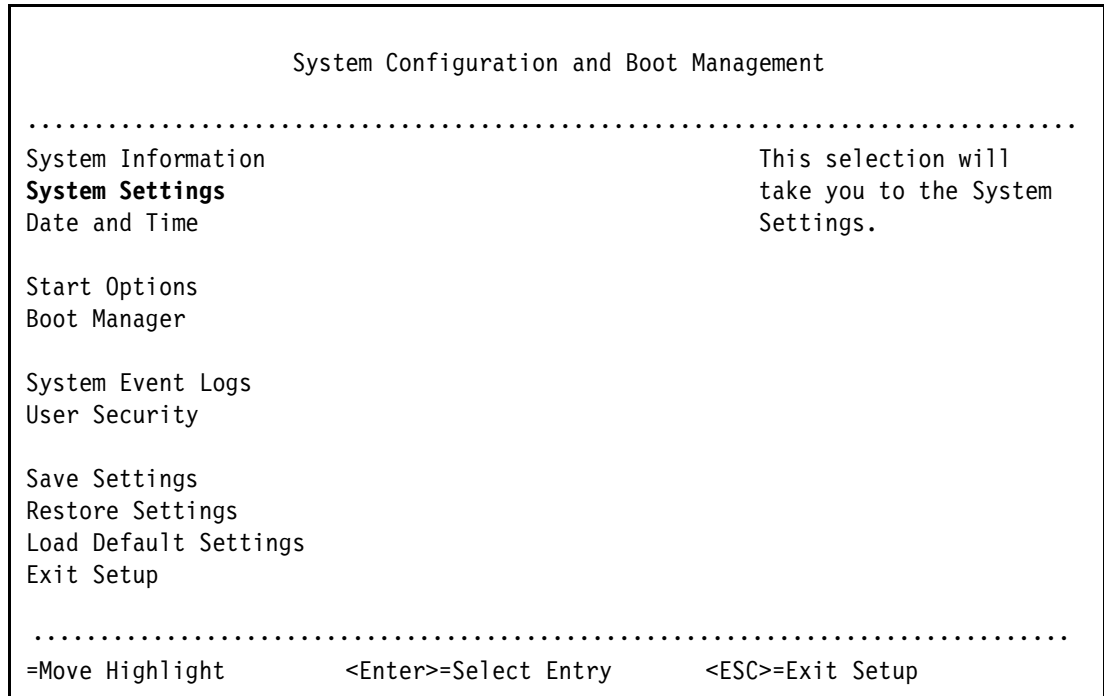 System Configuration and Boot Management
................................................................................
System Information This selection will
System Settings take you to the System
Date and Time Settings.
Start Options
Boot Manager
System Event Logs
User Security
Save Settings
Restore Settings
Load Default Settings
Exit Setup
...............................................................................
=Move Highlight <Enter>=Select Entry <ESC>=Exit Setup